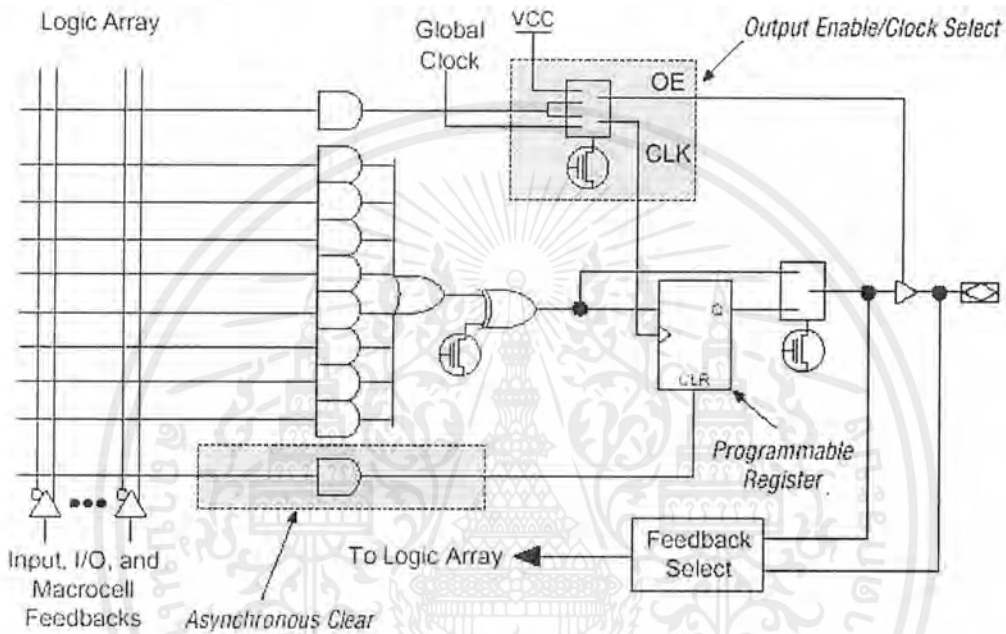 Logic Array
Global
Clock
VCC
Output Enable/Clock Select
OE
CLK
Q
CLR
Programmable
Register
Feedback
Select
To Logic Array
Input, I/O, and
Macrocell
Feedbacks
Asynchronous Clear